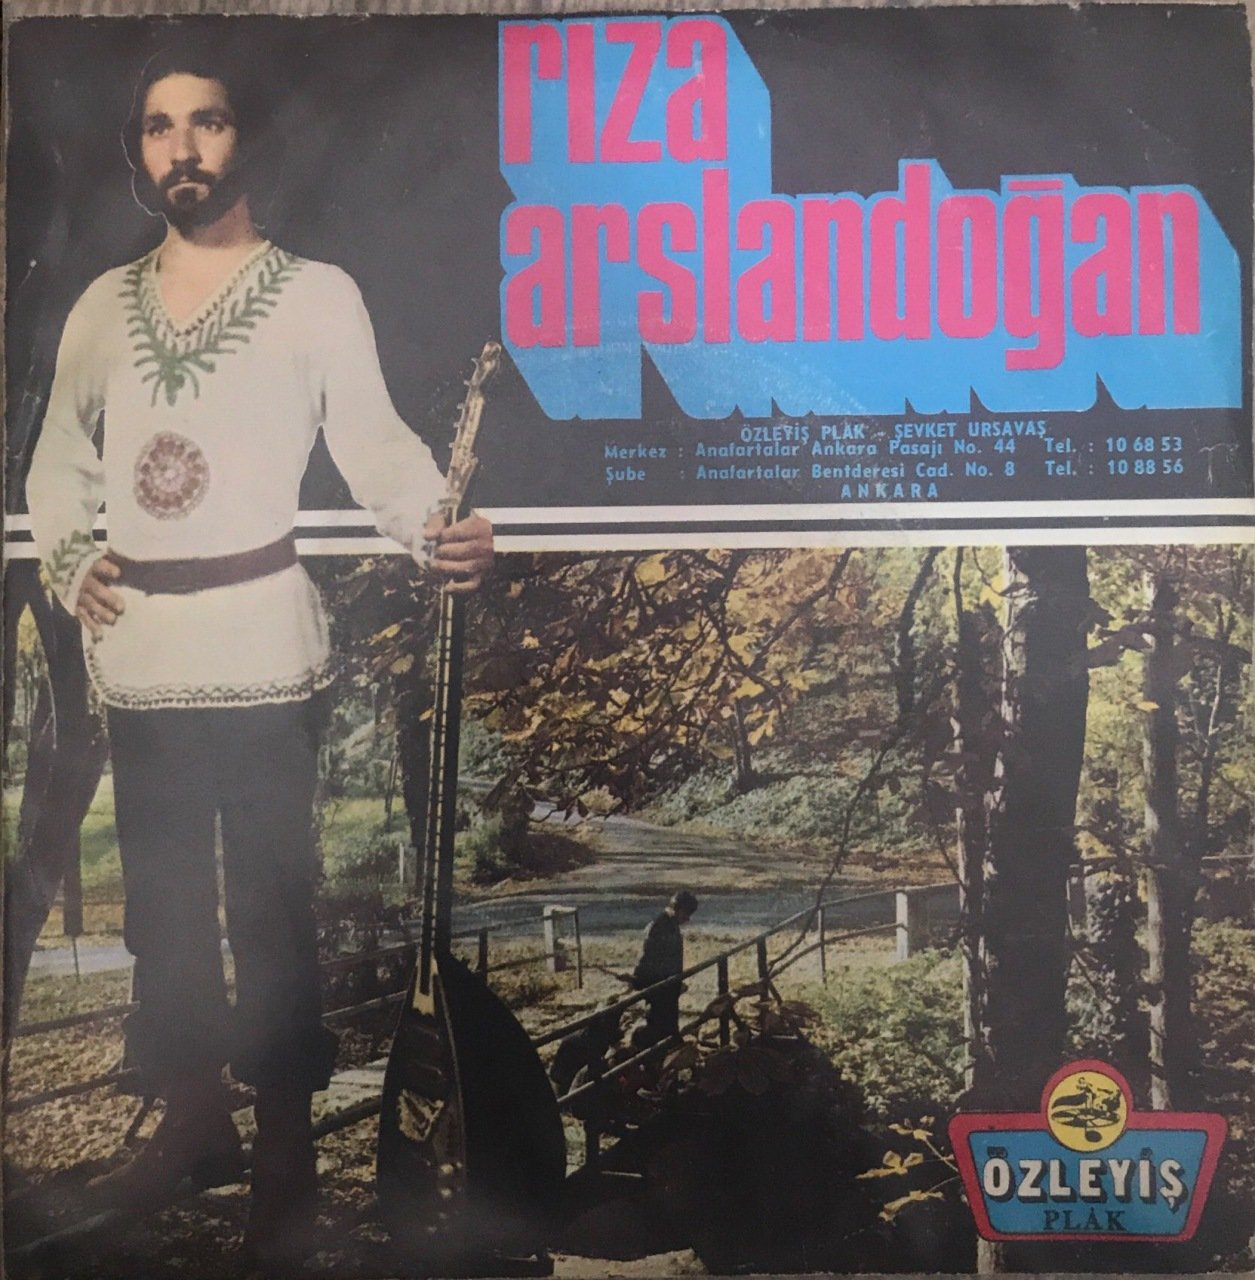 rıza
arslandoğan
ÖZLEYİŞ PLAK - ŞEVKET URSAVAŞ
Merkez : Anafartalar Ankara Pasajı No. 44 Tel. : 10 68 53
Şube : Anafartalar Bentderesi Cad. No. 8 Tel. : 10 88 56
ANKARA
ÖZLEYİŞ
PLÂK